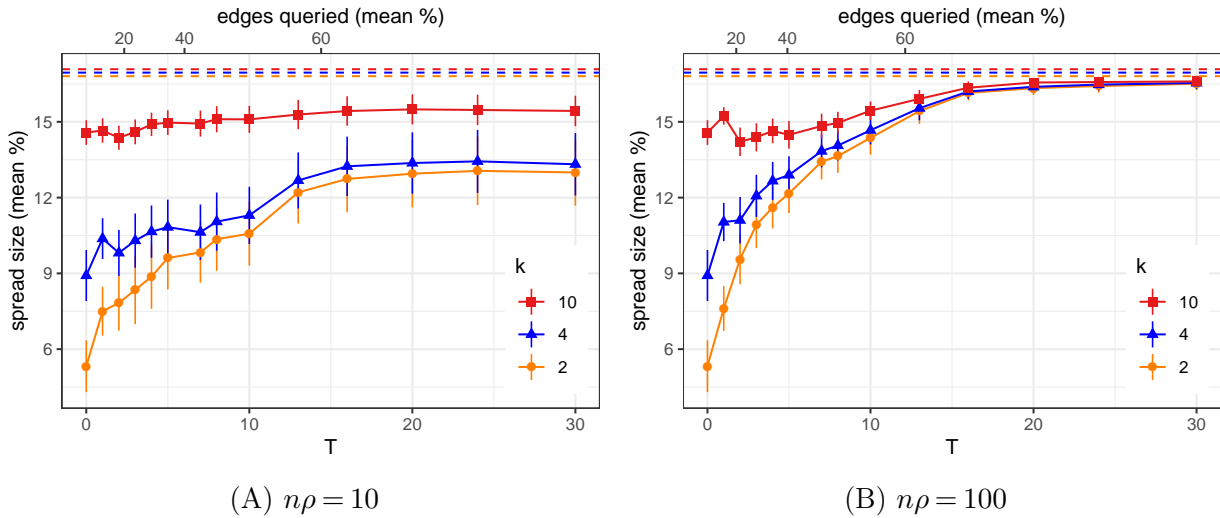 edges queried (mean %)
20 40 60
spread size (mean %)
15
12
9
6
k
10
4
2
0 10 20 30
T
(A) nρ = 10
edges queried (mean %)
20 40 60
spread size (mean %)
15
12
9
6
k
10
4
2
0 10 20 30
T
(B) nρ = 100